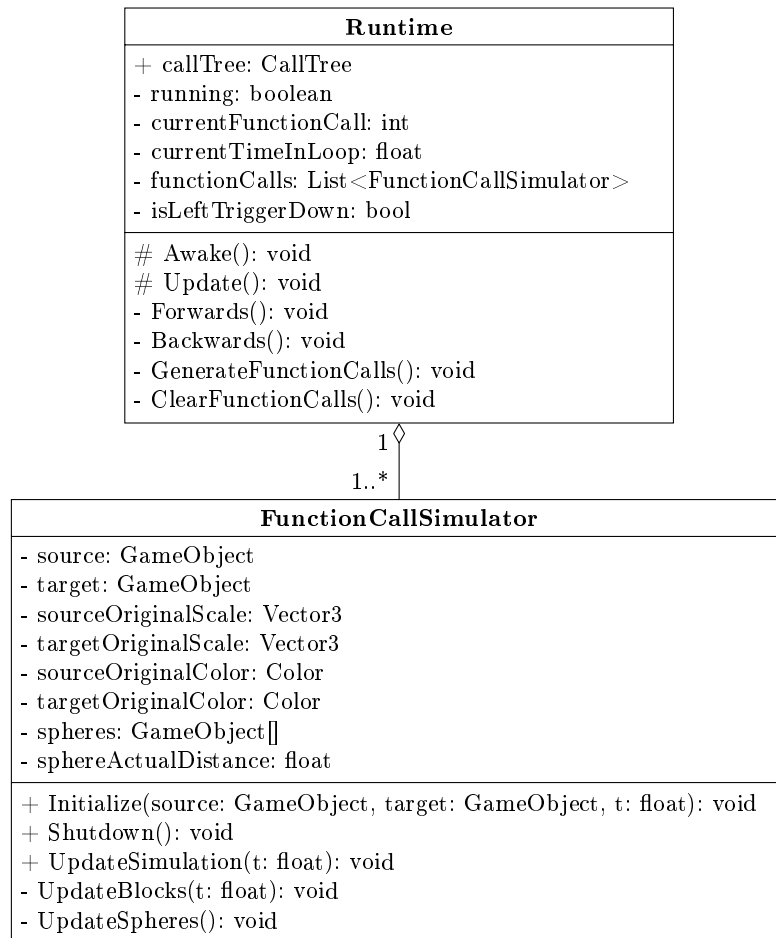 Runtime
+ callTree: CallTree
- running: boolean
- currentFunctionCall: int
- currentTimeInLoop: float
- functionCalls: List<FunctionCallSimulator>
- isLeftTriggerDown: bool
# Awake(): void
# Update(): void
- Forwards(): void
- Backwards(): void
- GenerateFunctionCalls(): void
- ClearFunctionCalls(): void
1
1..*
FunctionCallSimulator
- source: GameObject
- target: GameObject
- sourceOriginalScale: Vector3
- targetOriginalScale: Vector3
- sourceOriginalColor: Color
- targetOriginalColor: Color
- spheres: GameObject[]
- sphereActualDistance: float
+ Initialize(source: GameObject, target: GameObject, t: float): void
+ Shutdown(): void
+ UpdateSimulation(t: float): void
- UpdateBlocks(t: float): void
- UpdateSpheres(): void